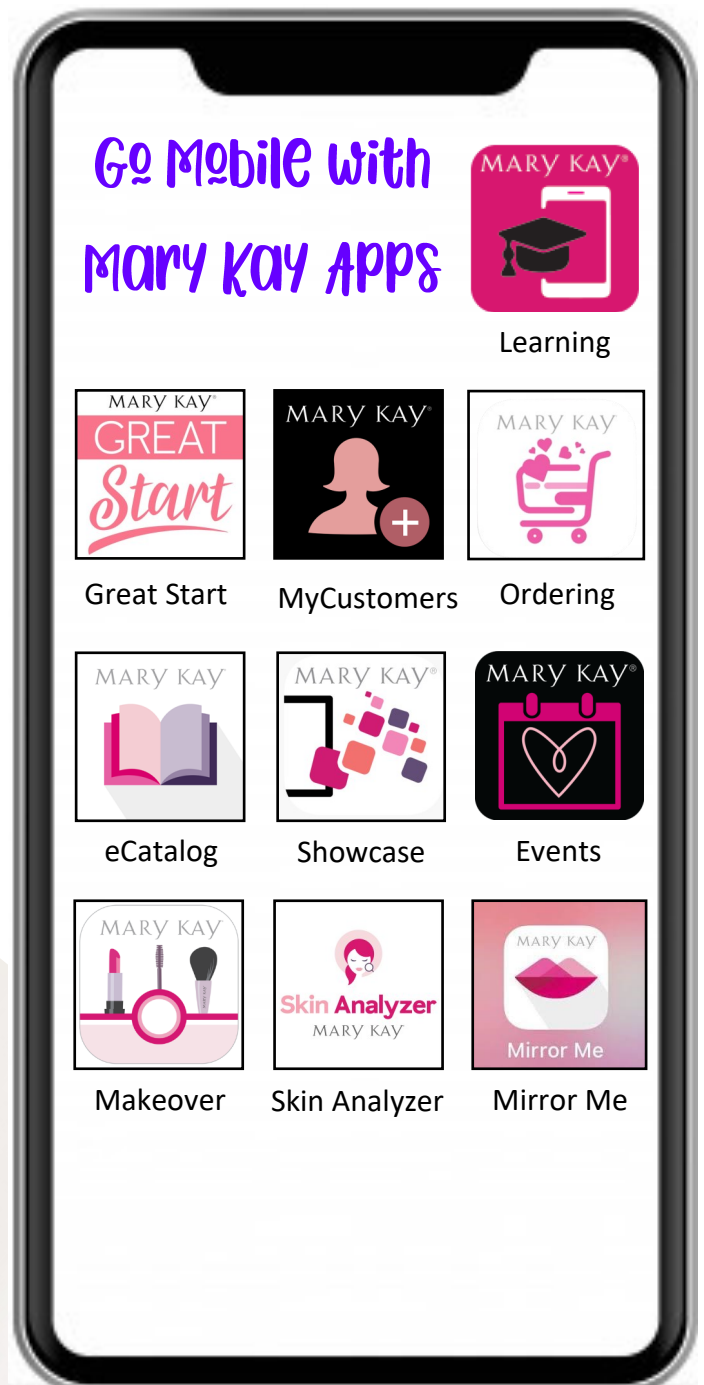 Go Mobile with
Mary Kay Apps
MARY KAY®
Learning
MARY KAY®
GREAT
Start
Great Start
MARY KAY®
MyCustomers
MARY KAY
Ordering
MARY KAY
eCatalog
MARY KAY®
Showcase
MARY KAY®
Events
MARY KAY
Makeover
Skin Analyzer
MARY KAY
Skin Analyzer
MARY KAY
Mirror Me
Mirror Me